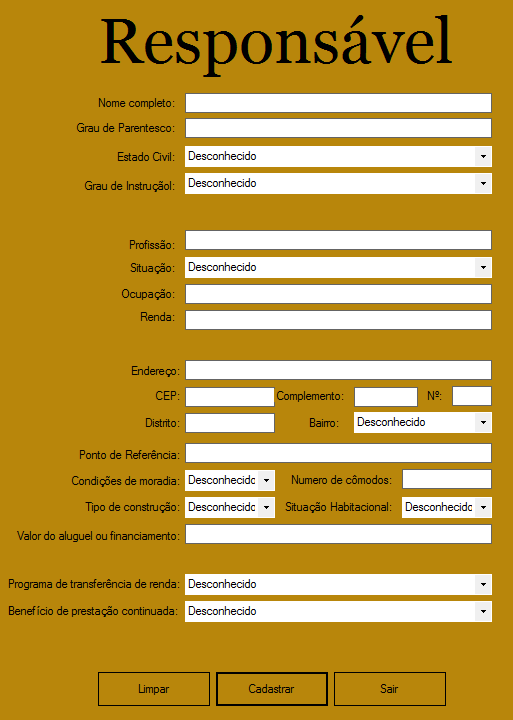 Responsável
Nome completo:
Grau de Parentesco:
Estado Civil: Desconhecido
Grau de Instruçãol: Desconhecido
Profissão:
Situação: Desconhecido
Ocupação:
Renda:
Endereço:
CEP: Complemento: Nº:
Distrito: Bairro: Desconhecido
Ponto de Referência:
Condições de moradia: Desconhecido Numero de cômodos:
Tipo de construção: Desconhecido Situação Habitacional: Desconhecido
Valor do aluguel ou financiamento:
Programa de transferência de renda: Desconhecido
Benefício de prestação continuada: Desconhecido
Limpar Cadastrar Sair